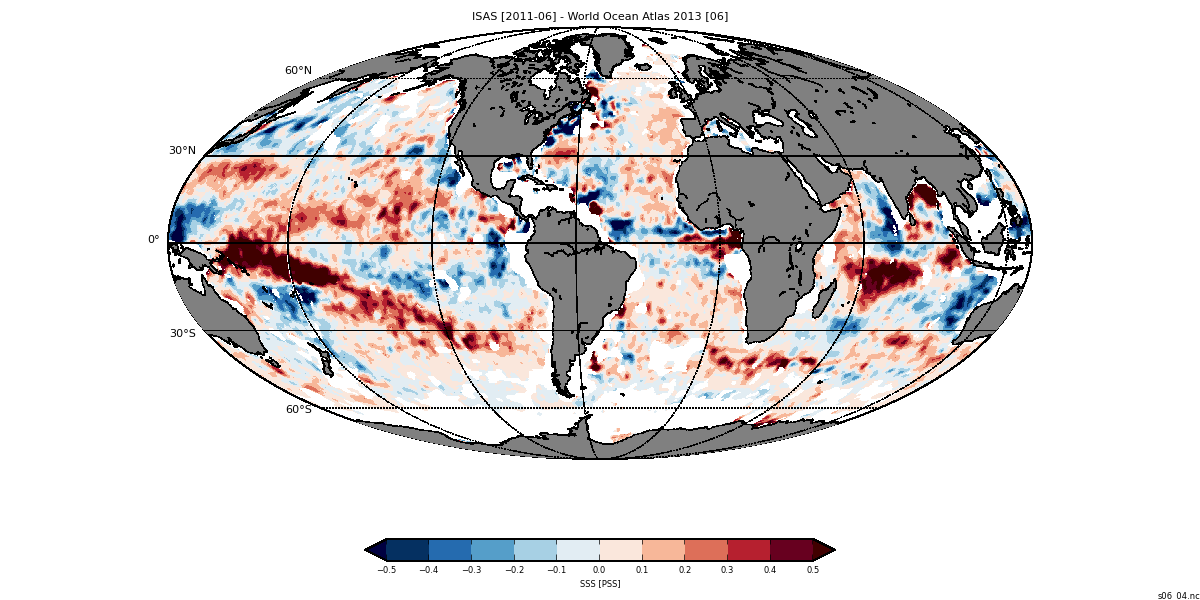 ISAS [2011-06] - World Ocean Atlas 2013 [06]
60°N
30°N
0°
30°S
60°S
−0.5 −0.4 −0.3 −0.2 −0.1 0.0 0.1 0.2 0.3 0.4 0.5
SSS [PSS]
s06_04.nc